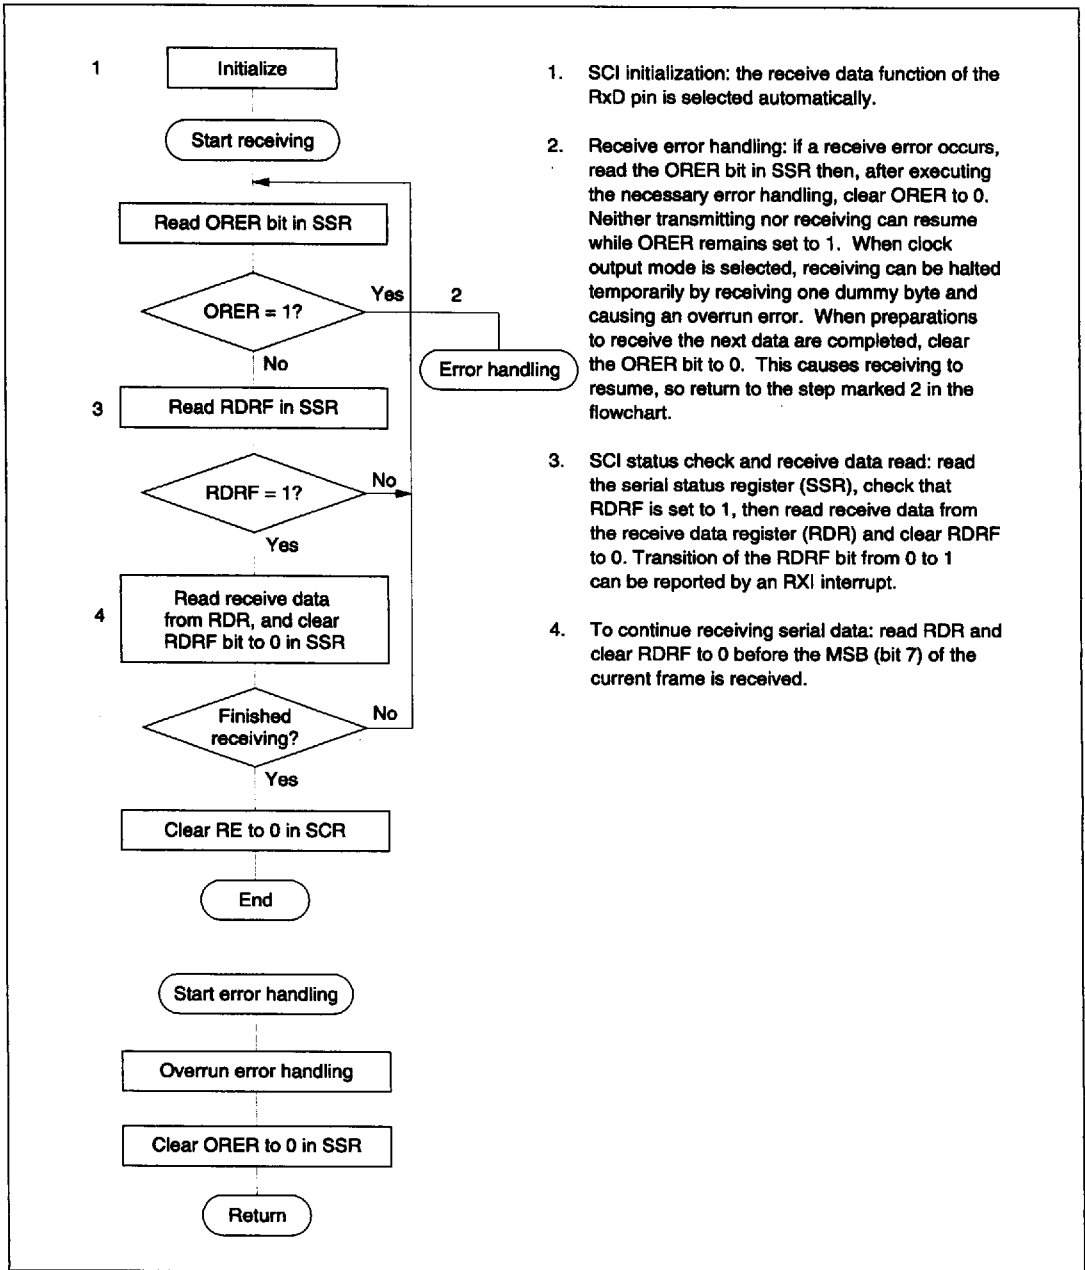 1
Initialize
Start receiving
Read ORER bit in SSR
ORER = 1?
Yes
2
No
Error handling
3
Read RDRF in SSR
RDRF = 1?
No
Yes
4
Read receive data
from RDR, and clear
RDRF bit to 0 in SSR
Finished
receiving?
No
Yes
Clear RE to 0 in SCR
End
Start error handling
Overrun error handling
Clear ORER to 0 in SSR
Return
1. SCI initialization: the receive data function of the
RxD pin is selected automatically.
2. Receive error handling: if a receive error occurs,
read the ORER bit in SSR then, after executing
the necessary error handling, clear ORER to 0.
Neither transmitting nor receiving can resume
while ORER remains set to 1. When clock
output mode is selected, receiving can be halted
temporarily by receiving one dummy byte and
causing an overrun error. When preparations
to receive the next data are completed, clear
the ORER bit to 0. This causes receiving to
resume, so return to the step marked 2 in the
flowchart.
3. SCI status check and receive data read: read
the serial status register (SSR), check that
RDRF is set to 1, then read receive data from
the receive data register (RDR) and clear RDRF
to 0. Transition of the RDRF bit from 0 to 1
can be reported by an RXI interrupt.
4. To continue receiving serial data: read RDR and
clear RDRF to 0 before the MSB (bit 7) of the
current frame is received.